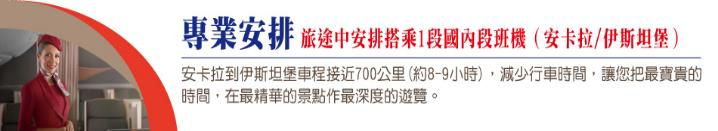 專業安排 旅途中安排搭乘1段國內段班機（安卡拉/伊斯坦堡）
安卡拉到伊斯坦堡車程接近700公里(約8-9小時)，減少行車時間，讓您把最寶貴的
時間，在最精華的景點作最深度的遊覽。